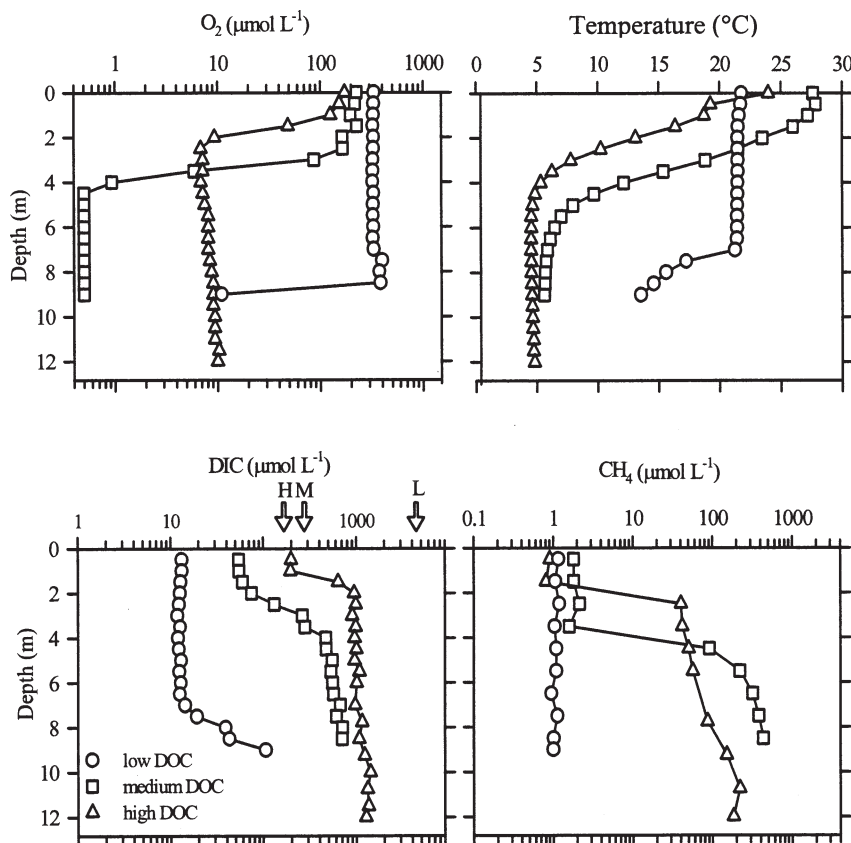 O₂ (μmol L⁻¹)
1 10 100 1000
Temperature (°C)
0 5 10 15 20 25 30
Depth (m)
0
2
4
6
8
10
12
DIC (μmol L⁻¹)
H M L
1 10 1000
CH₄ (μmol L⁻¹)
0.1 1 10 100 1000
Depth (m)
0
2
4
6
8
10
12
low DOC
medium DOC
high DOC